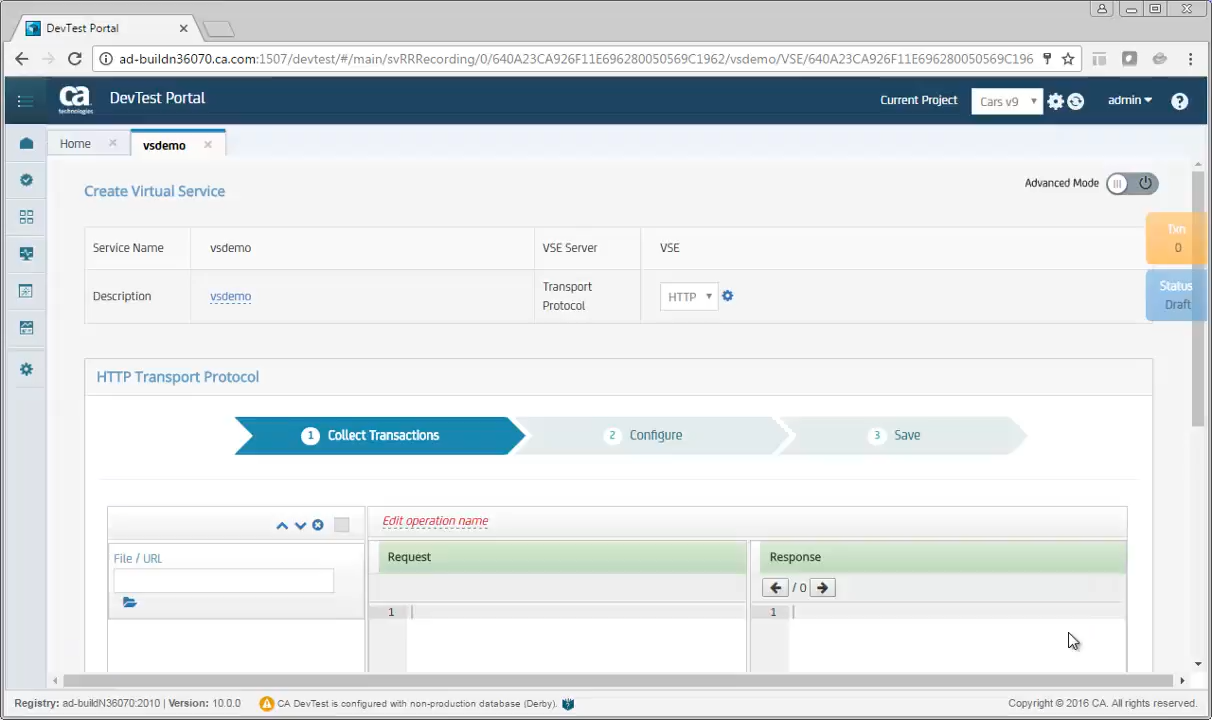 DevTest Portal
ad-buildn36070.ca.com:1507/devtest/#/main/svRRRecording/0/640A23CA926F11E696280050569C1962/vsdemo/VSE/640A23CA926F11E696280050569C196
ca technologies
DevTest Portal
Current Project
Cars v9
admin
?
Home
vsdemo
Create Virtual Service
Advanced Mode
Txn
0
Service Name
vsdemo
VSE Server
VSE
Status
Draft
Description
vsdemo
Transport Protocol
HTTP
HTTP Transport Protocol
1 Collect Transactions
2 Configure
3 Save
Edit operation name
File / URL
Request
Response
/ 0
1
1
Registry: ad-buildN36070:2010 | Version: 10.0.0
CA DevTest is configured with non-production database (Derby).
Copyright © 2016 CA. All rights reserved.